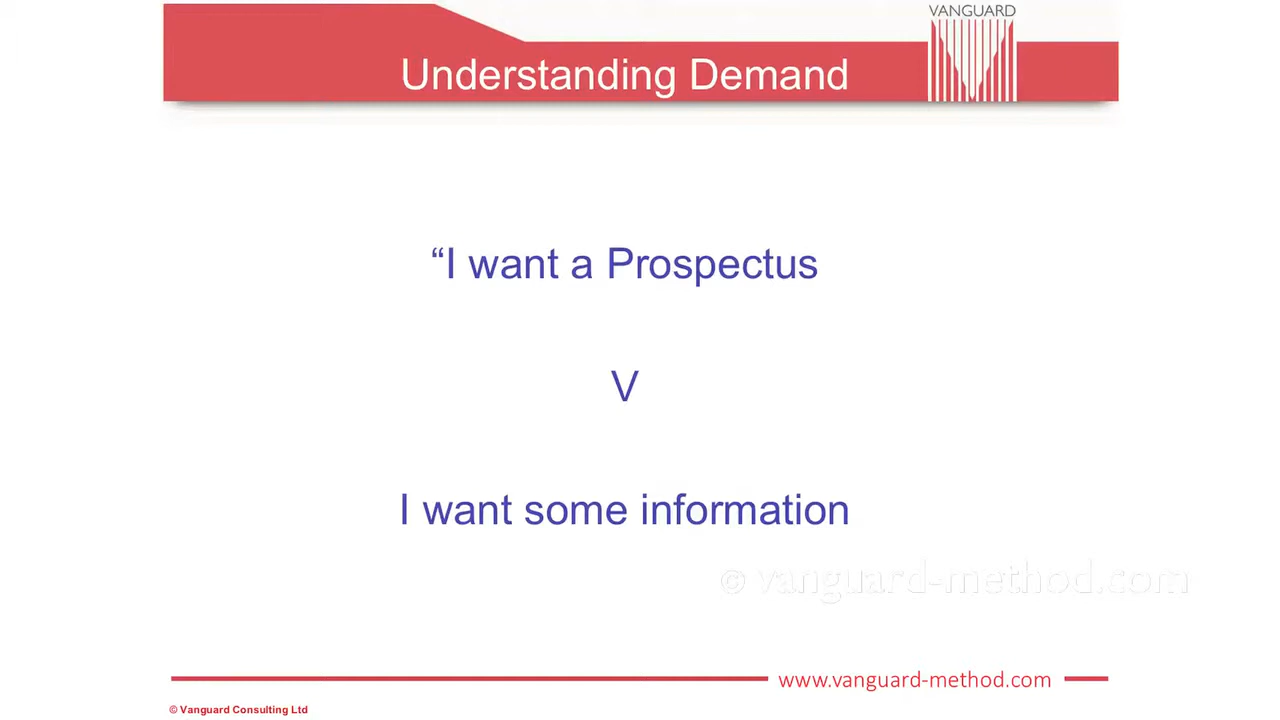 VANGUARD
Understanding Demand
“I want a Prospectus
V
I want some information
© vanguard-method.com
www.vanguard-method.com
© Vanguard Consulting Ltd